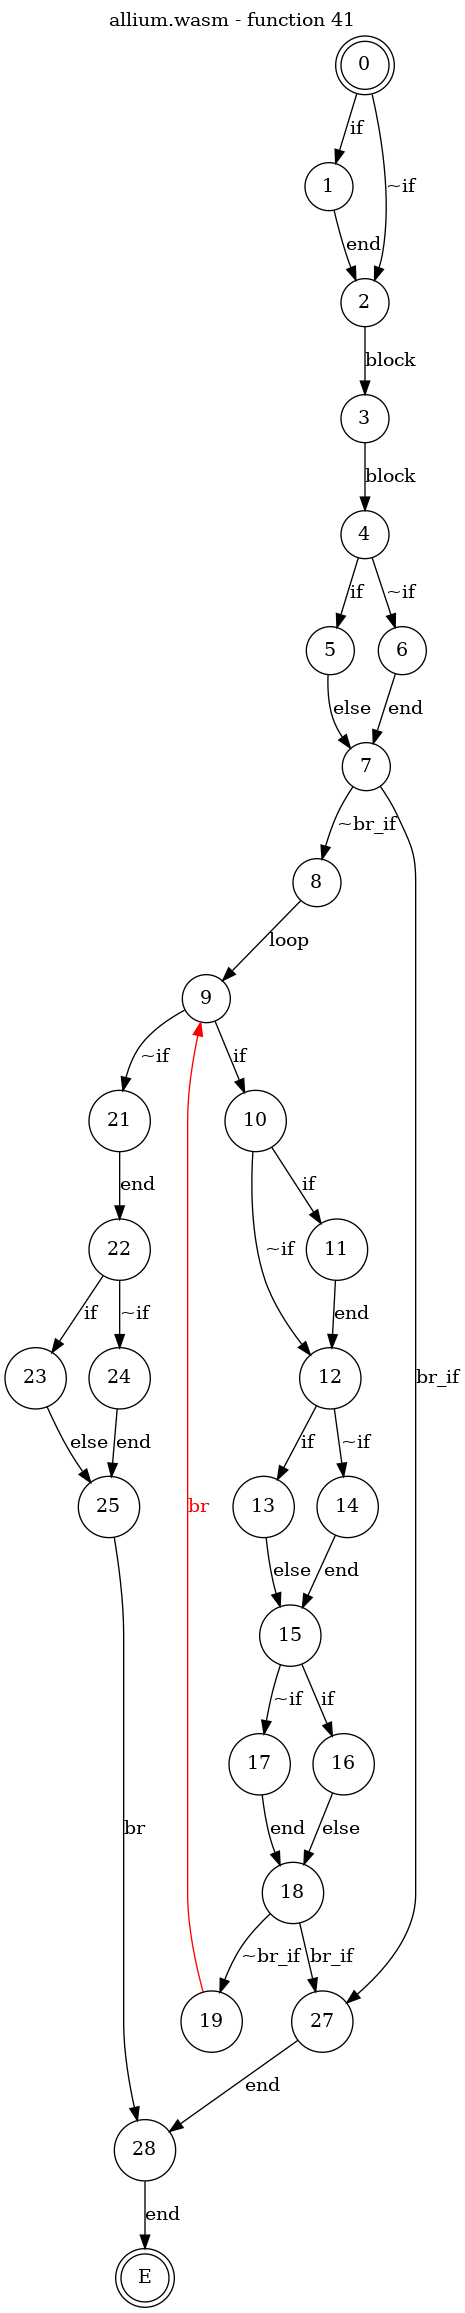 allium.wasm - function 41
0
if
~if
1
end
2
block
3
block
4
if
~if
5
6
else
end
7
~br_if
8
loop
9
~if
if
21
10
end
if
22
~if
11
if
~if
end
23
24
12
else
end
if
~if
25
br
13
14
br_if
else
end
15
~if
if
17
16
br
end
else
18
~br_if
br_if
19
27
end
28
end
E